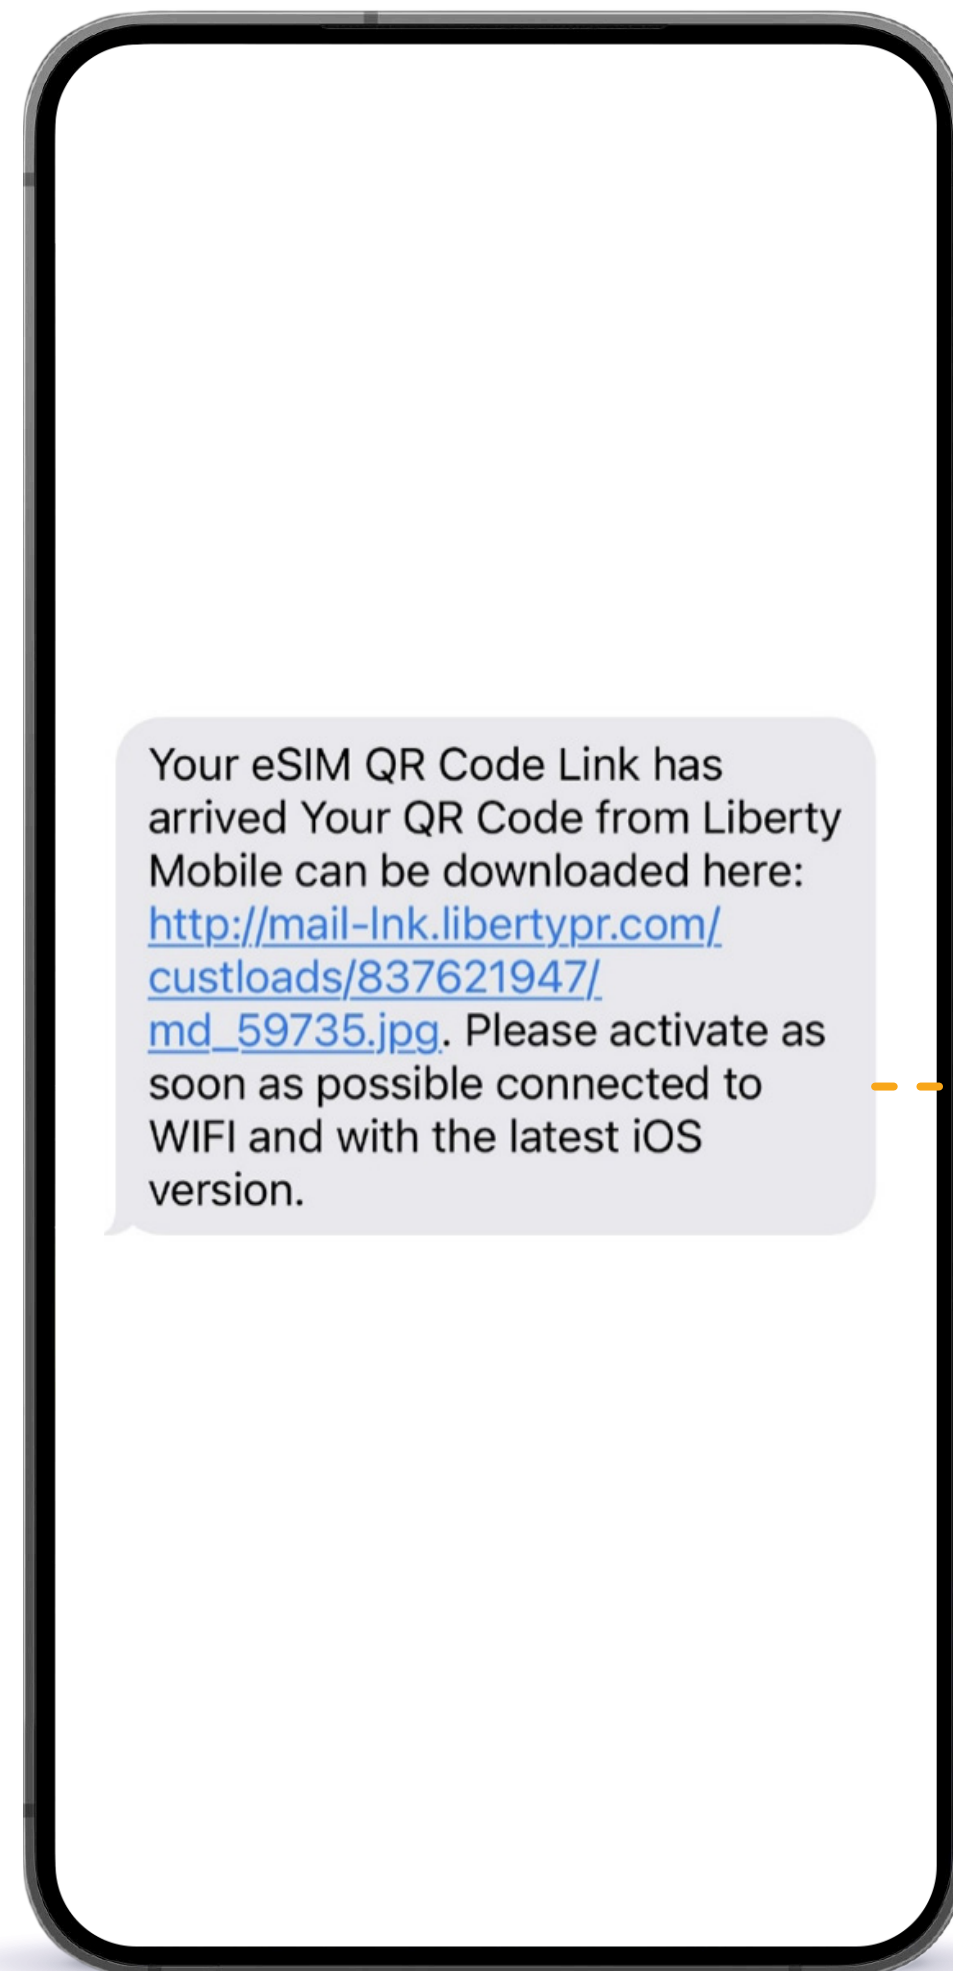 Your eSIM QR Code Link has
arrived Your QR Code from Liberty
Mobile can be downloaded here:
http://mail-lnk.libertypr.com/
custloads/837621947/
md_59735.jpg. Please activate as
soon as possible connected to
WIFI and with the latest iOS
version.